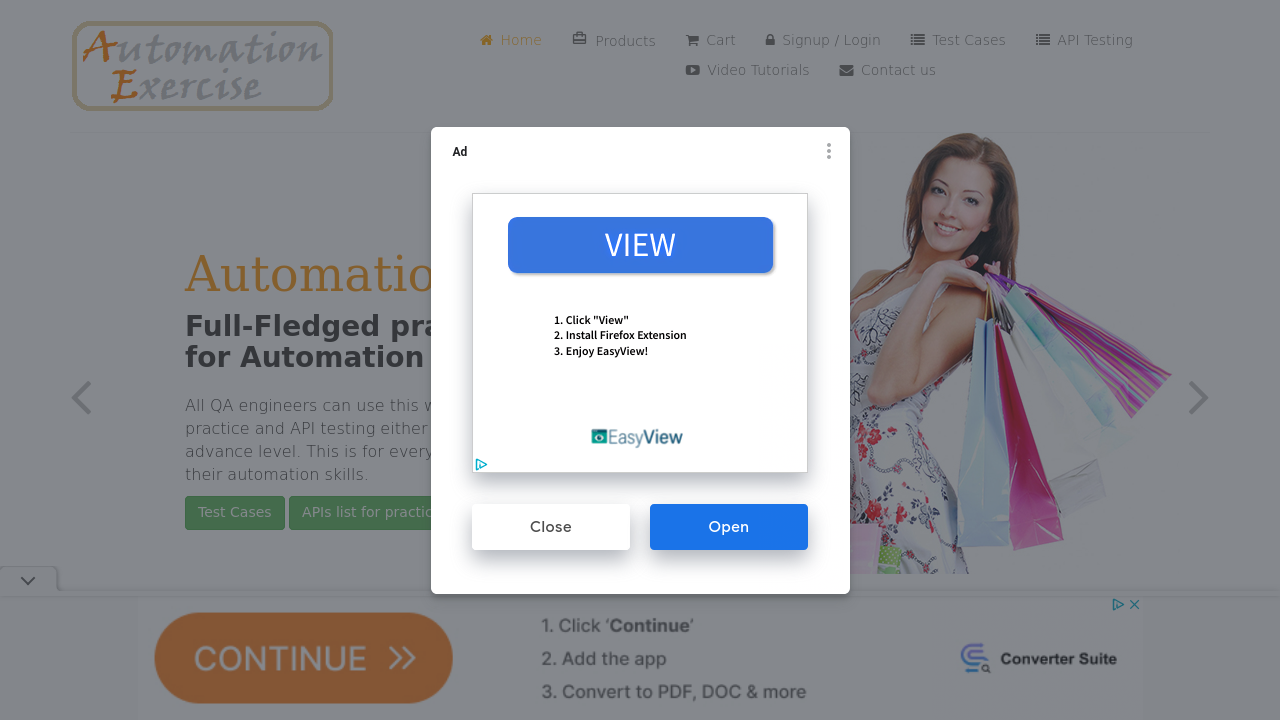 Automation
Exercise
Home
Products
Cart
Signup / Login
Test Cases
API Testing
Video Tutorials
Contact us
Ad
VIEW
1. Click "View"
2. Install Firefox Extension
3. Enjoy EasyView!
EasyView
Close
Open
Automatio
Full-Fledged pra
for Automation
All QA engineers can use this w
practice and API testing either
advance level. This is for every
their automation skills.
Test Cases
APIs list for practic
CONTINUE
1. Click ‘Continue’
2. Add the app
3. Convert to PDF, DOC & more
Converter Suite